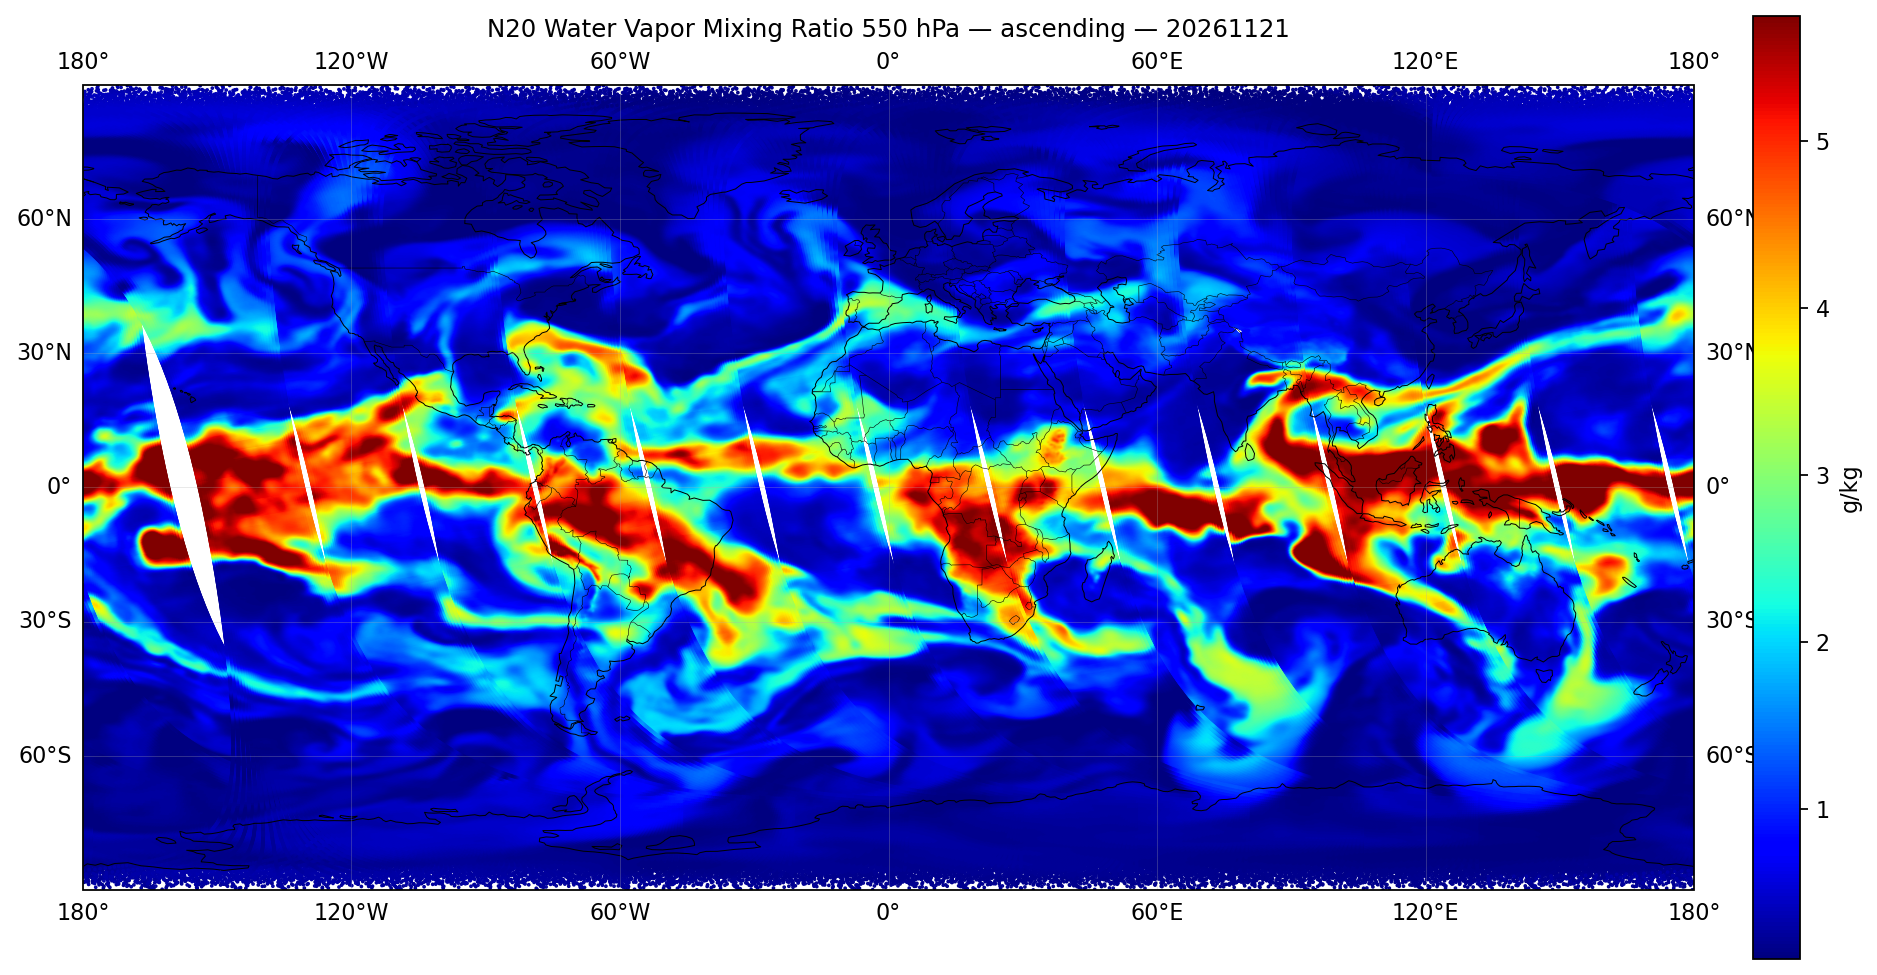 N20 Water Vapor Mixing Ratio 550 hPa — ascending — 20261121
180° 120°W 60°W 0° 60°E 120°E 180°
60°N 60°N
30°N 30°N
0° 0°
30°S 30°S
60°S 60°S
180° 120°W 60°W 0° 60°E 120°E 180°
5
4
3
2
1
g/kg